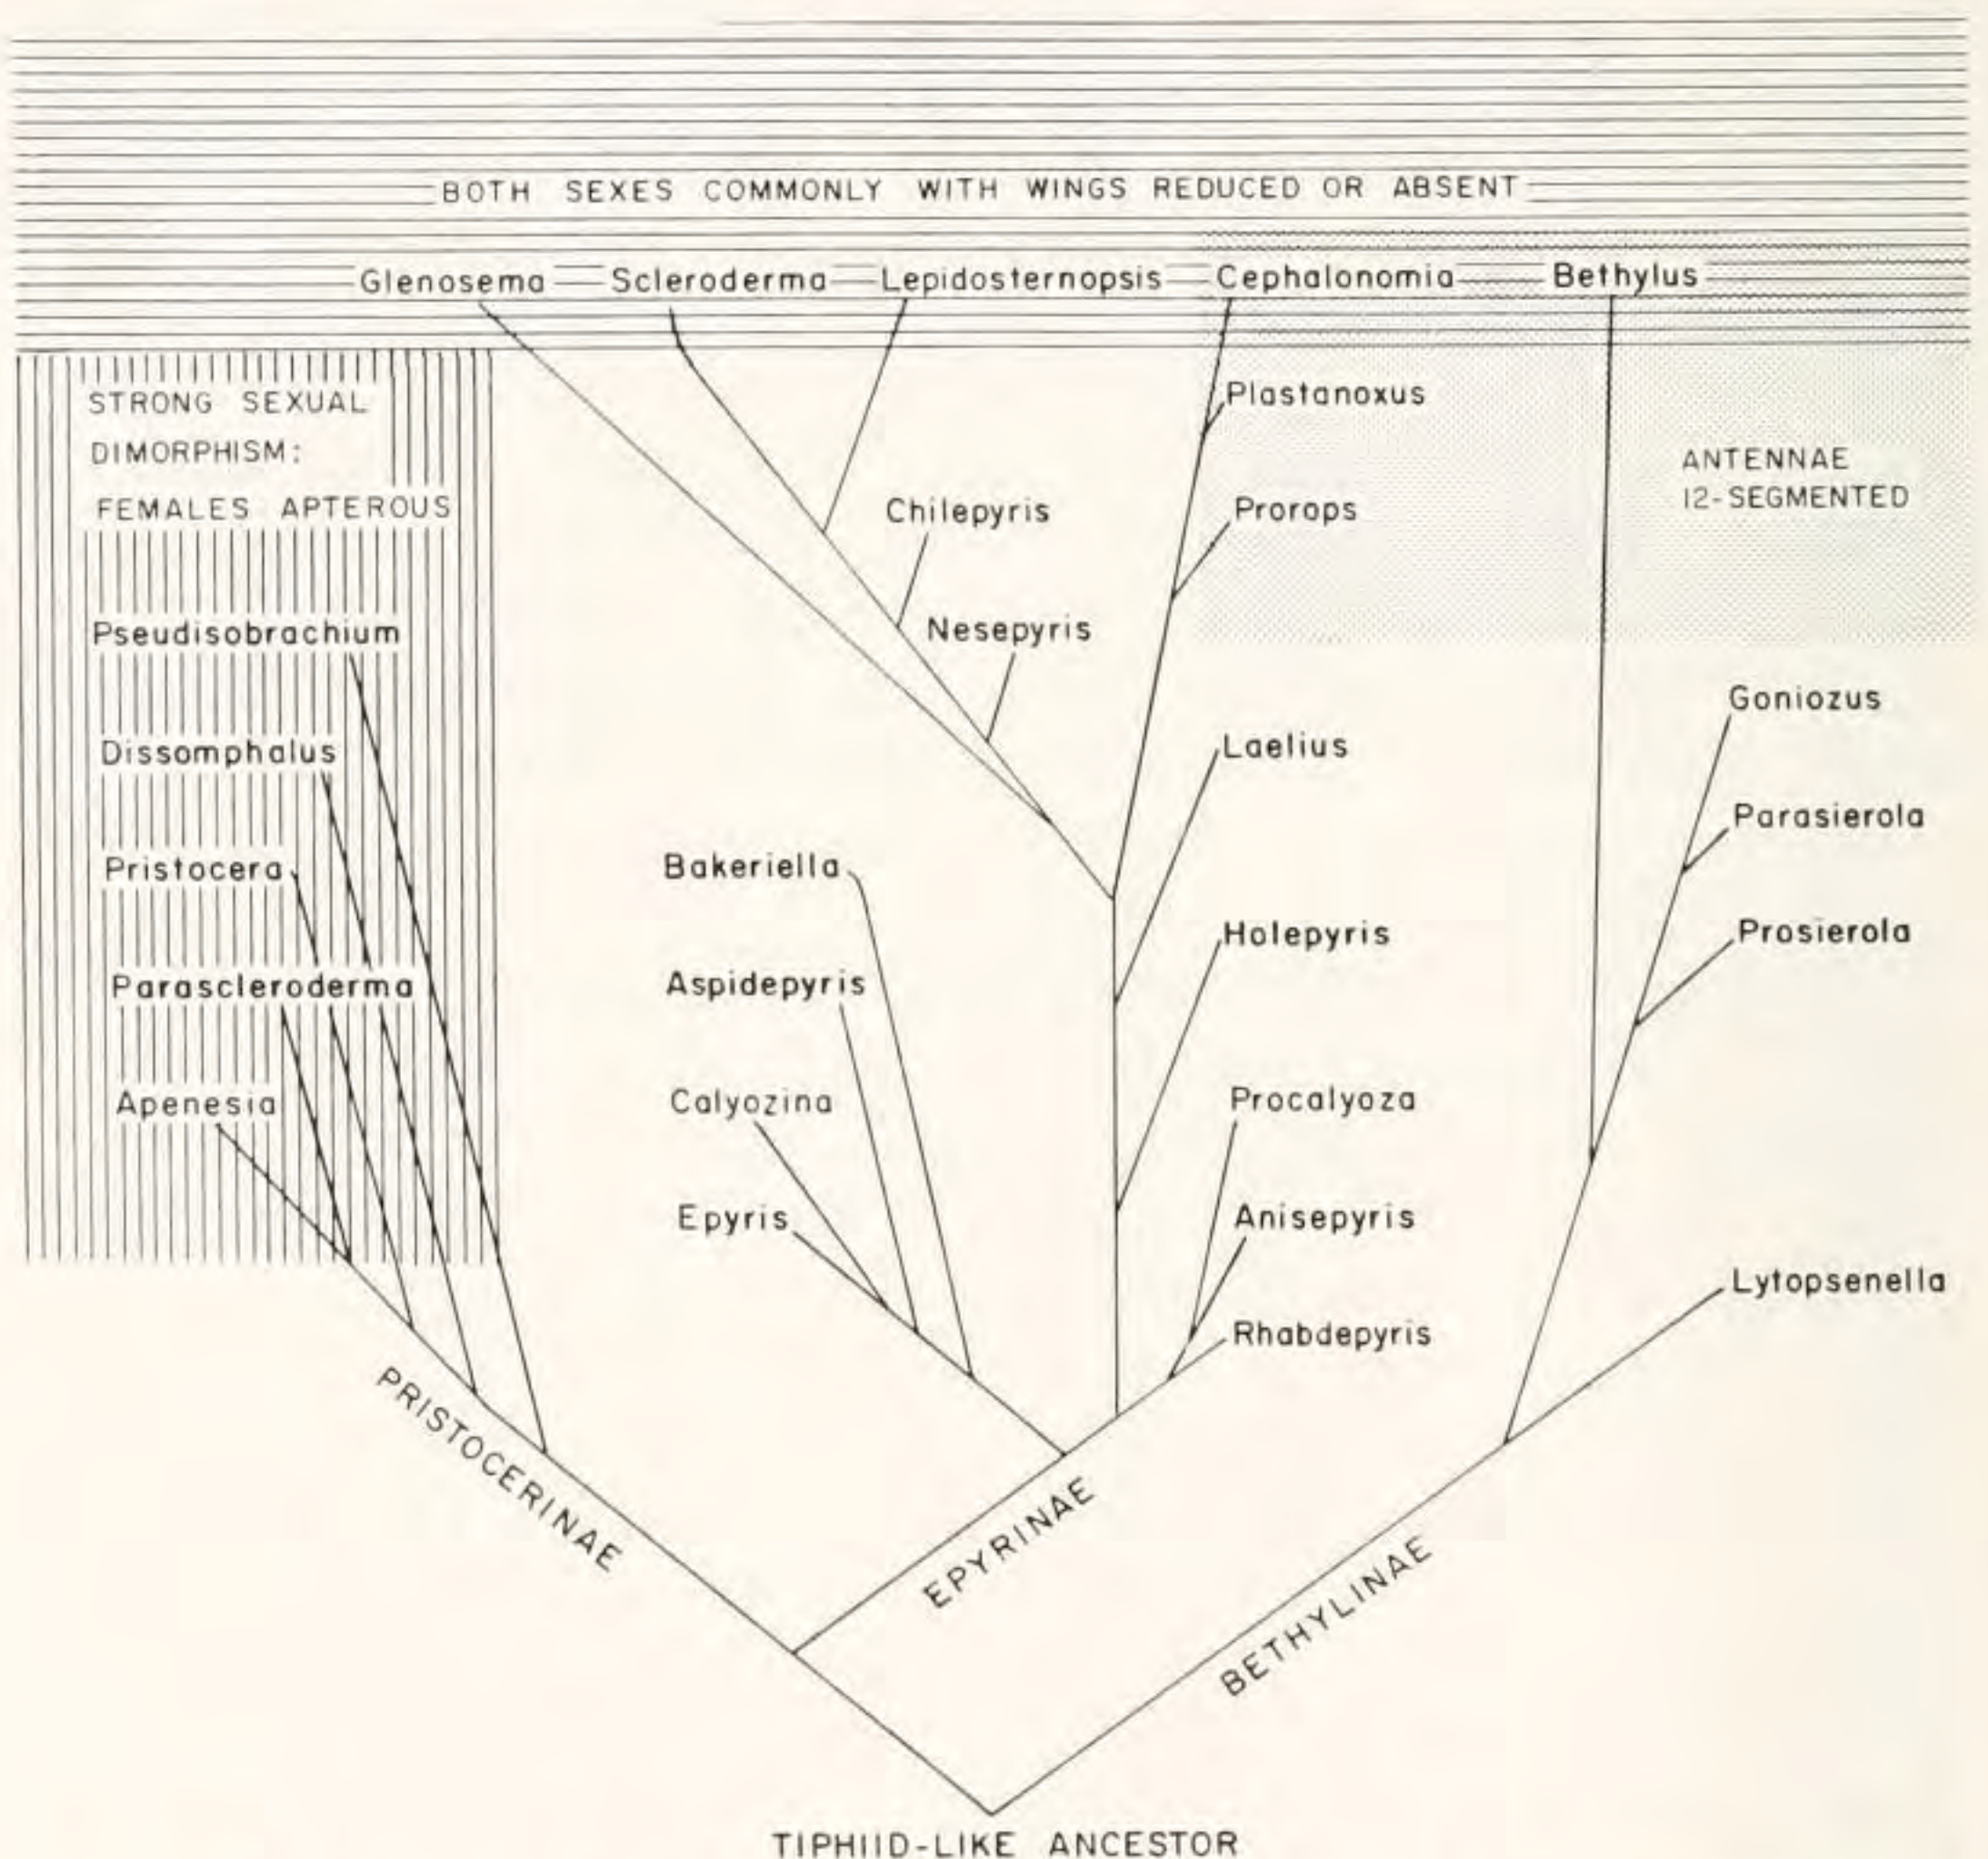 BOTH SEXES COMMONLY WITH WINGS REDUCED OR ABSENT
Glenosema
Scleroderma
Lepidosternopsis
Cephalonomia
Bethylus
STRONG SEXUAL
DIMORPHISM:
FEMALES APTEROUS
Plastanoxus
ANTENNAE
12-SEGMENTED
Chilepyris
Prorops
Pseudisobrachium
Nesepyris
Goniozus
Dissomphalus
Laelius
Parasierola
Pristocera
Bakeriella
Holepyris
Prosierola
Parascleroderma
Aspidepyris
Apenesia
Calyozina
Procalyoza
Epyris
Anisepyris
Lytopsenella
Rhabdepyris
PRISTOCERINAE
EPYRINAE
BETHYLINAE
TIPHIID-LIKE ANCESTOR